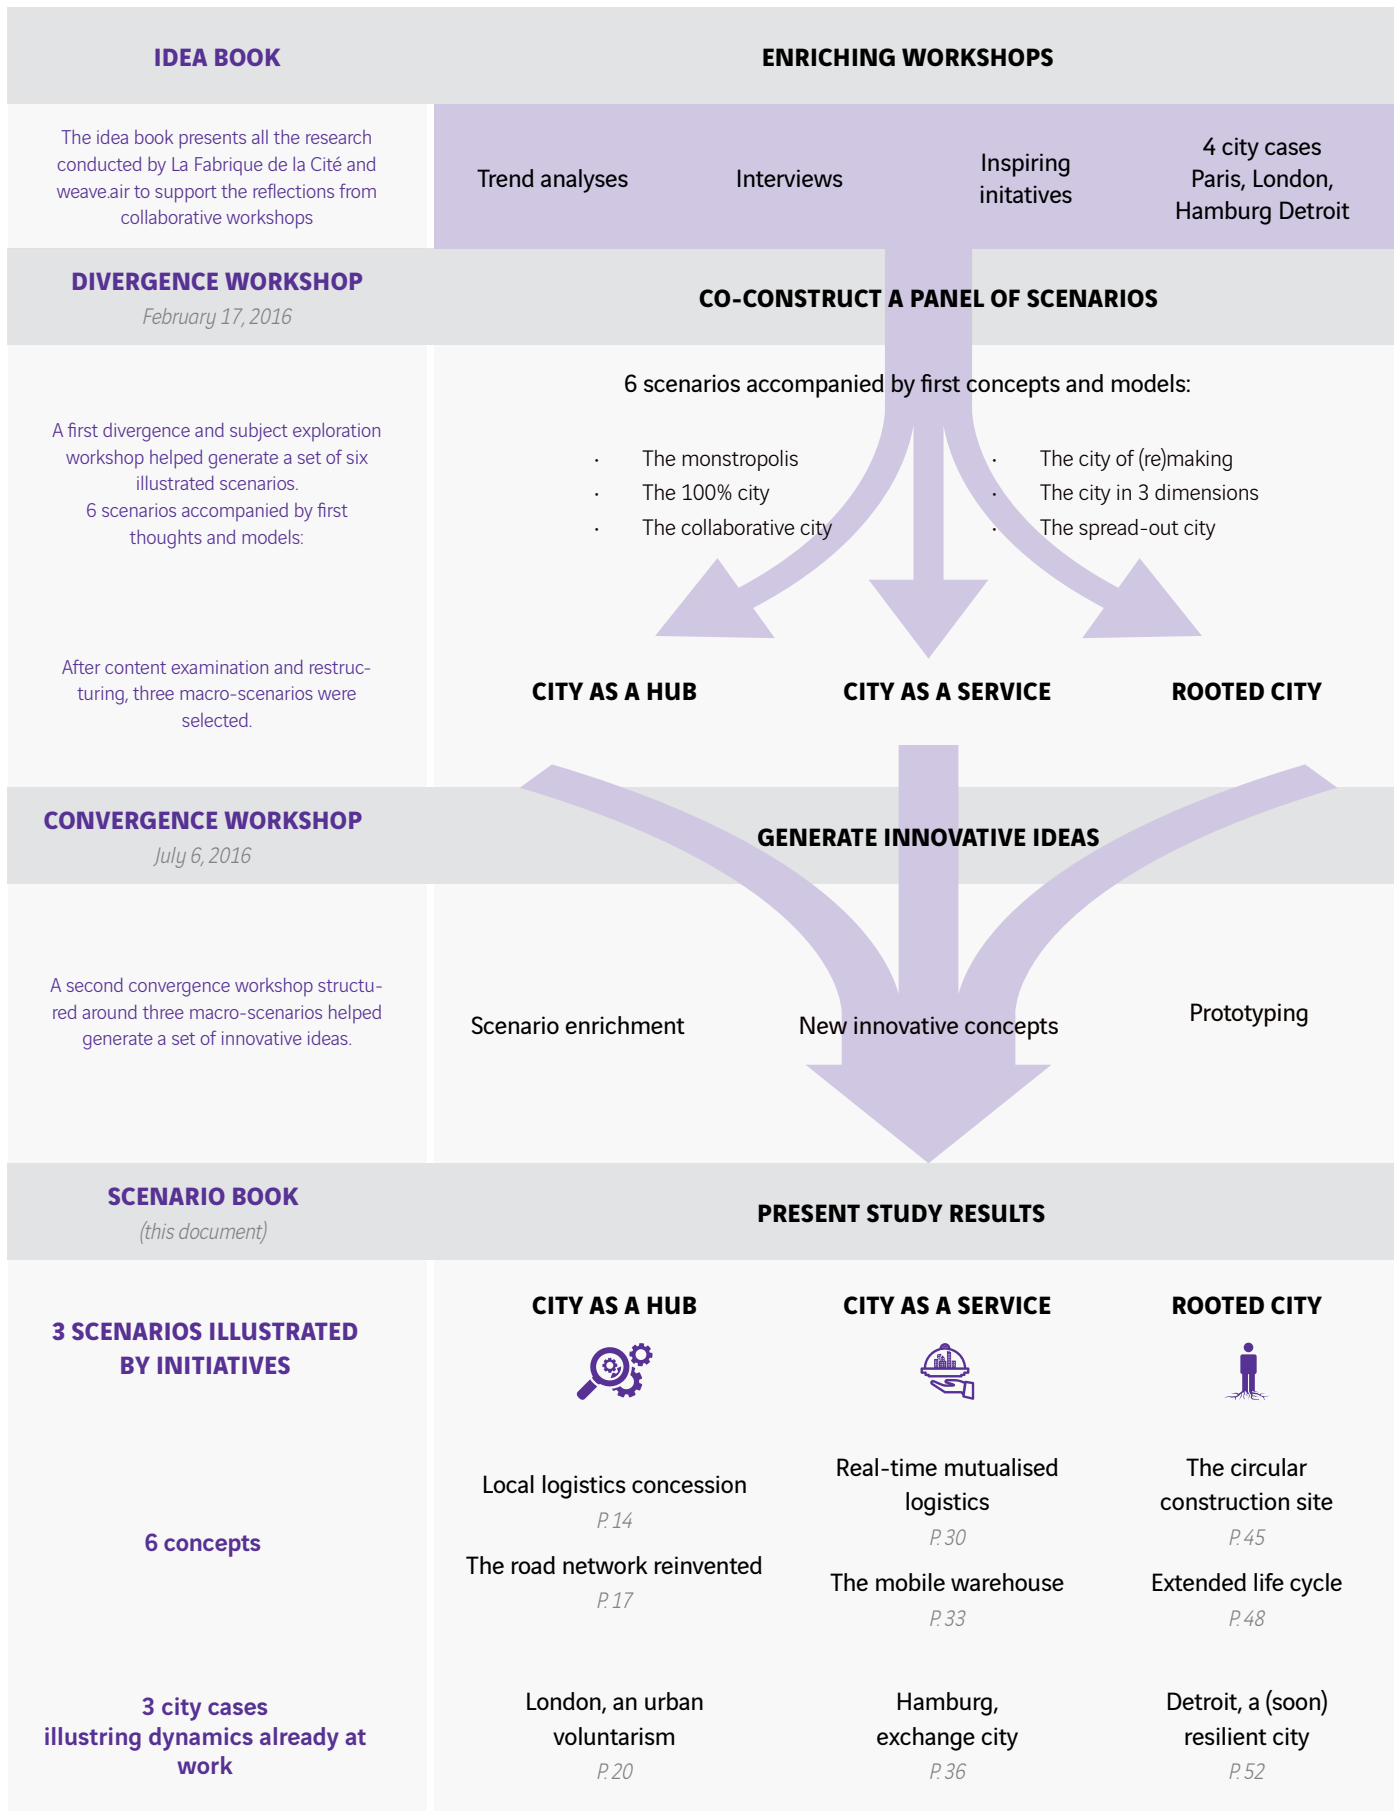 IDEA BOOK
ENRICHING WORKSHOPS
The idea book presents all the research
conducted by La Fabrique de la Cité and
weave.air to support the reflections from
collaborative workshops
Trend analyses
Interviews
Inspiring
initatives
4 city cases
Paris, London,
Hamburg Detroit
DIVERGENCE WORKSHOP
February 17, 2016
CO-CONSTRUCT A PANEL OF SCENARIOS
A first divergence and subject exploration
workshop helped generate a set of six
illustrated scenarios.
6 scenarios accompanied by first
thoughts and models:
6 scenarios accompanied by first concepts and models:
· The monstropolis
· The 100% city
· The collaborative city
· The city of (re)making
· The city in 3 dimensions
· The spread-out city
After content examination and restruc-
turing, three macro-scenarios were
selected.
CITY AS A HUB
CITY AS A SERVICE
ROOTED CITY
CONVERGENCE WORKSHOP
July 6, 2016
GENERATE INNOVATIVE IDEAS
A second convergence workshop structu-
red around three macro-scenarios helped
generate a set of innovative ideas.
Scenario enrichment
New innovative concepts
Prototyping
SCENARIO BOOK
(this document)
PRESENT STUDY RESULTS
3 SCENARIOS ILLUSTRATED
BY INITIATIVES
CITY AS A HUB
CITY AS A SERVICE
ROOTED CITY
6 concepts
Local logistics concession
P. 14
The road network reinvented
P. 17
Real-time mutualised
logistics
P. 30
The mobile warehouse
P. 33
The circular
construction site
P. 45
Extended life cycle
P. 48
3 city cases
illustring dynamics already at
work
London, an urban
voluntarism
P. 20
Hamburg,
exchange city
P. 36
Detroit, a (soon)
resilient city
P. 52